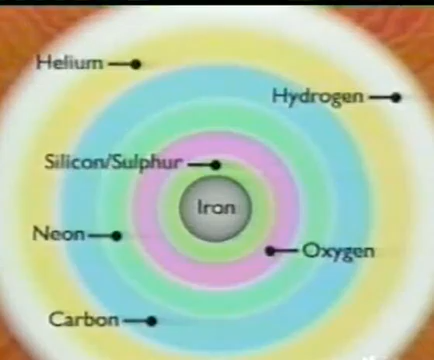 Helium
Hydrogen
Silicon/Sulphur
Iron
Neon
Oxygen
Carbon